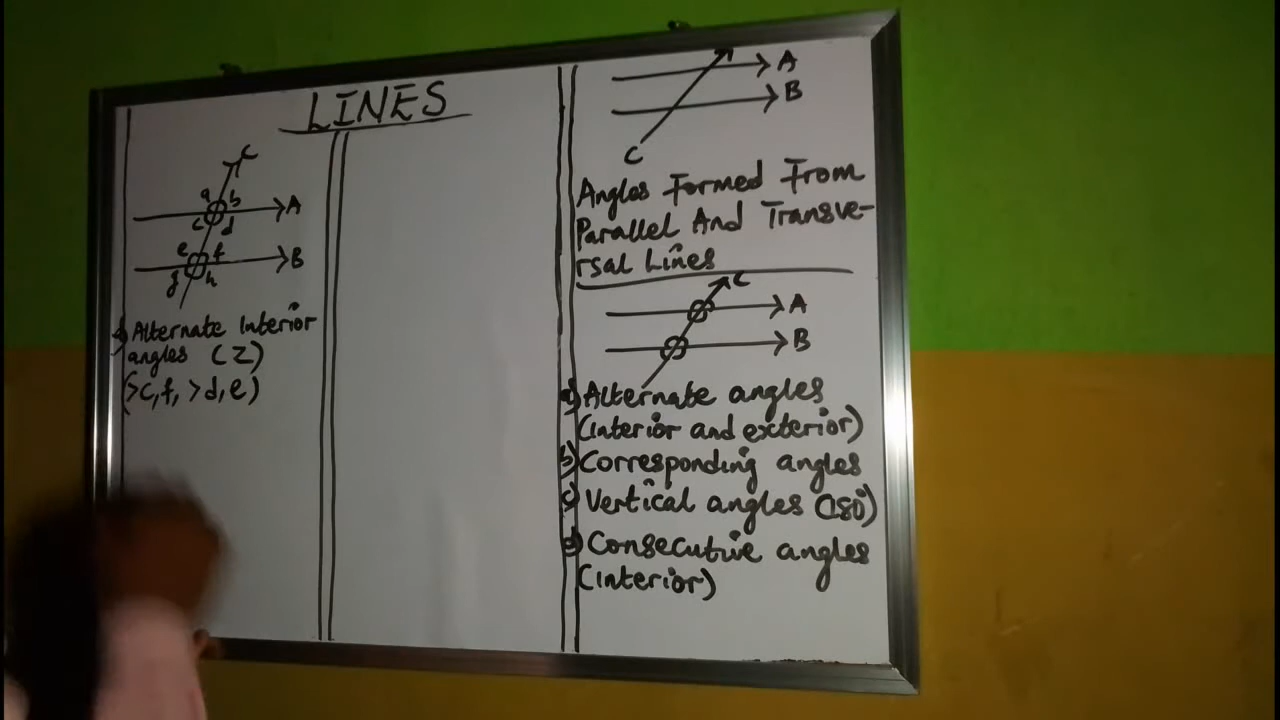 LINES
C
a b
A
c d
e f
B
g h
a) Alternate Interior
angles (Z)
(>c,f, >d,e)
A
B
C
Angles Formed From
Parallel And Transve-
rsal Lines
C
A
B
a) Alternate angles
(Interior and exterior)
b) Corresponding angles
c) Vertical angles (180°)
d) Consecutive angles
(Interior)